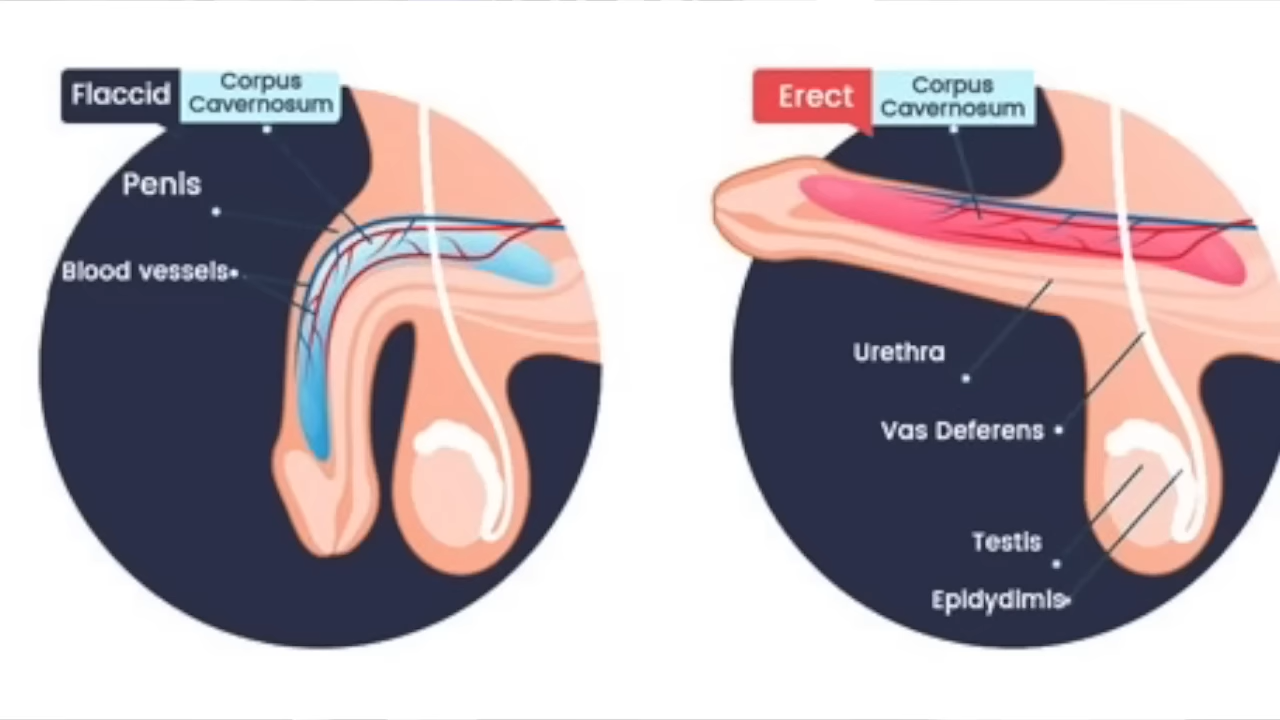 Flaccid
Corpus
Cavernosum
Penis
Blood vessels
Erect
Corpus
Cavernosum
Urethra
Vas Deferens
Testis
Epidydimis